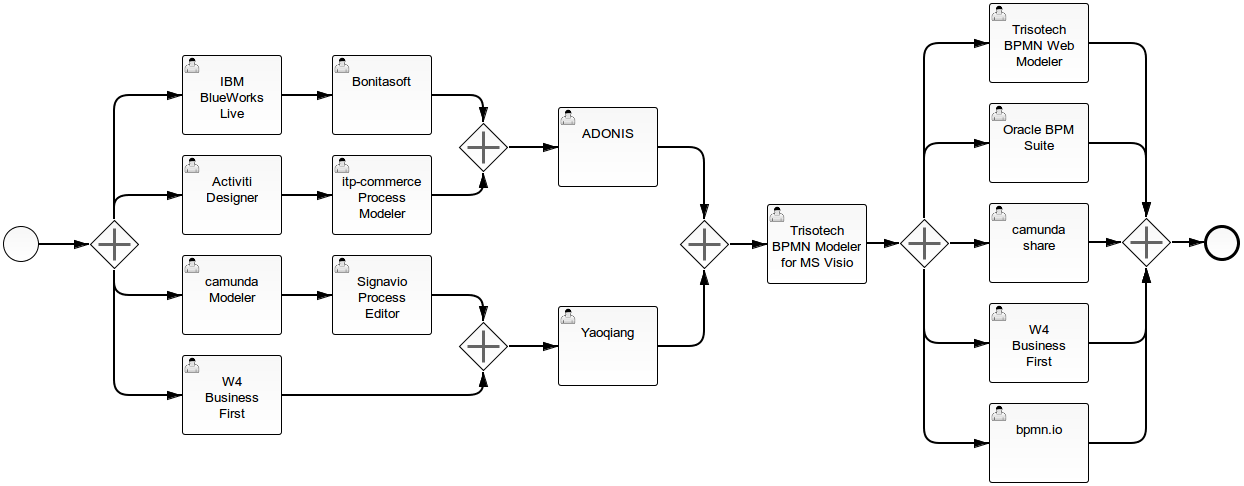 IBM
BlueWorks
Live
Bonitasoft
Activiti
Designer
itp-commerce
Process
Modeler
camunda
Modeler
Signavio
Process
Editor
W4
Business
First
ADONIS
Yaoqiang
Trisotech
BPMN Modeler
for MS Visio
Trisotech
BPMN Web
Modeler
Oracle BPM
Suite
camunda
share
W4
Business
First
bpmn.io